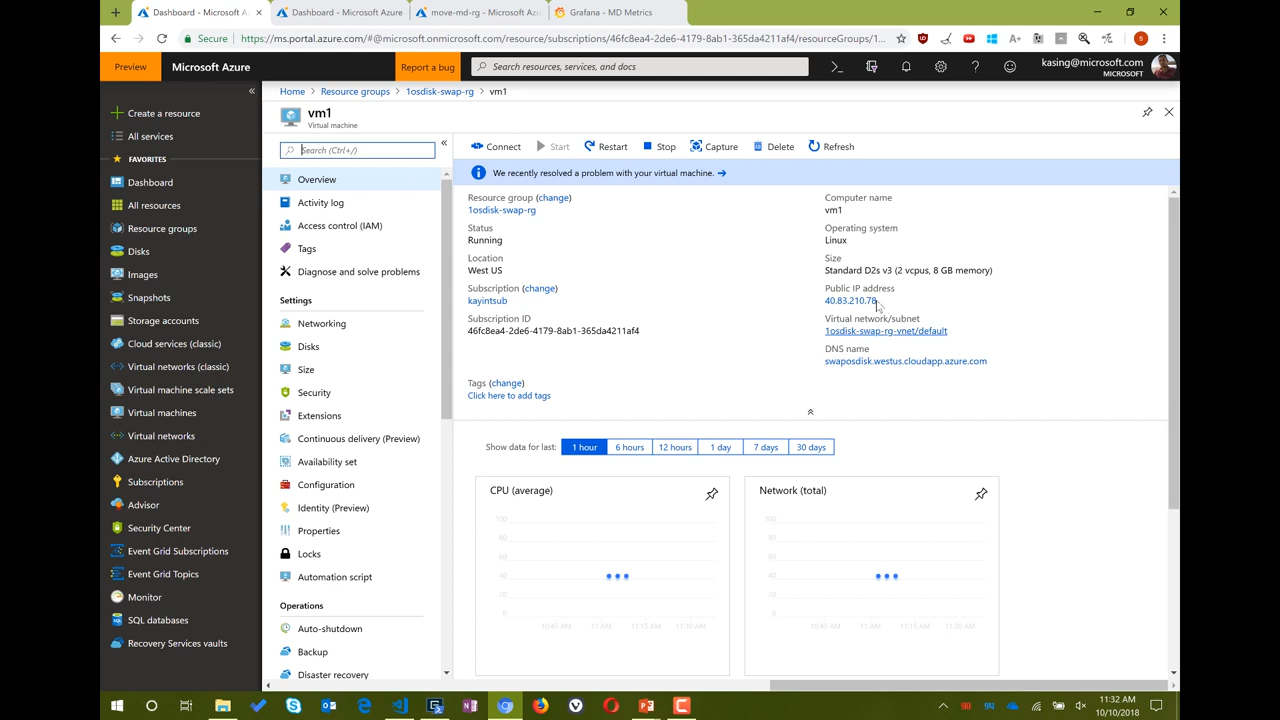 Dashboard - Microsoft A
Dashboard - Microsoft Azure
move-md-rg - Microsoft Az
Grafana - MD Metrics
Secure
https://ms.portal.azure.com/#@microsoft.onmicrosoft.com/resource/subscriptions/46fc8ea4-2de6-4179-8ab1-365da4211af4/resourceGroups/1...
Preview
Microsoft Azure
Report a bug
Search resources, services, and docs
kasing@microsoft.com
MICROSOFT
Home > Resource groups > 1osdisk-swap-rg > vm1
Create a resource
All services
FAVORITES
Dashboard
All resources
Resource groups
Disks
Images
Snapshots
Storage accounts
Cloud services (classic)
Virtual networks (classic)
Virtual machine scale sets
Virtual machines
Virtual networks
Azure Active Directory
Subscriptions
Advisor
Security Center
Event Grid Subscriptions
Event Grid Topics
Monitor
SQL databases
Recovery Services vaults
vm1
Virtual machine
Search (Ctrl+/)
Overview
Activity log
Access control (IAM)
Tags
Diagnose and solve problems
Settings
Networking
Disks
Size
Security
Extensions
Continuous delivery (Preview)
Availability set
Configuration
Identity (Preview)
Properties
Locks
Automation script
Operations
Auto-shutdown
Backup
Disaster recovery
Connect
Start
Restart
Stop
Capture
Delete
Refresh
We recently resolved a problem with your virtual machine. →
Resource group (change)
1osdisk-swap-rg
Status
Running
Location
West US
Subscription (change)
kayintsub
Subscription ID
46fc8ea4-2de6-4179-8ab1-365da4211af4
Computer name
vm1
Operating system
Linux
Size
Standard D2s v3 (2 vcpus, 8 GB memory)
Public IP address
40.83.210.78
Virtual network/subnet
1osdisk-swap-rg-vnet/default
DNS name
swaposdisk.westus.cloudapp.azure.com
Tags (change)
Click here to add tags
Show data for last:
1 hour
6 hours
12 hours
1 day
7 days
30 days
CPU (average)
100
80
60
40
20
0
10:45 AM
11 AM
11:15 AM
11:30 AM
Network (total)
100
80
60
40
20
0
10:45 AM
11 AM
11:15 AM
11:30 AM
11:32 AM
10/10/2018